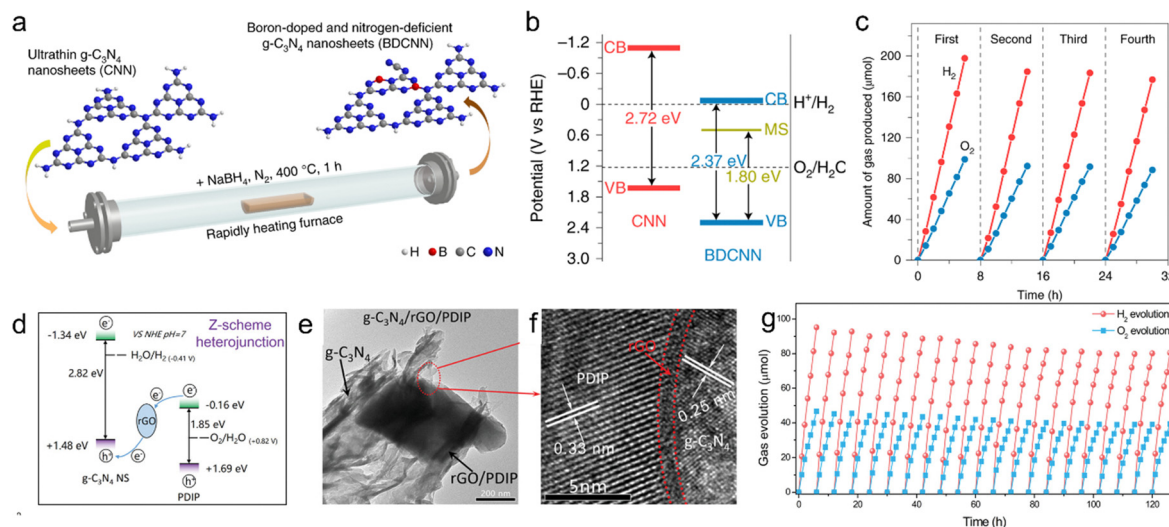 a
Ultrathin g-C₃N₄
nanosheets (CNN)
Boron-doped and nitrogen-deficient
g-C₃N₄ nanosheets (BDCNN)
+ NaBH₄, N₂, 400 °C, 1 h
Rapidly heating furnace
H B C N
b
Potential (V vs RHE)
−1.2
−0.6
0
0.6
1.2
1.8
2.4
3.0
CB
2.72 eV
VB
CNN
CB
MS
2.37 eV
1.80 eV
VB
BDCNN
H⁺/H₂
O₂/H₂C
c
Amount of gas produced (μmol)
200
160
120
80
40
0
First Second Third Fourth
H₂
O₂
0 8 16 24 32
Time (h)
d
Z-scheme
heterojunction
e⁻
-1.34 eV
VS NHE pH=7
H₂O/H₂ (-0.41 V)
2.82 eV
e⁻
e⁻
e⁻
rGO
-0.16 eV
1.85 eV
O₂/H₂O (+0.82 V)
+1.48 eV
h⁺
+1.69 eV
h⁺
g-C₃N₄ NS
PDIP
e
g-C₃N₄/rGO/PDIP
g-C₃N₄
rGO/PDIP
200 nm
f
rGO
PDIP
0.25 nm
0.33 nm
g-C₃N₄
5nm
g
H₂ evolution
O₂ evolution
Gas evolution (μmol)
100
80
60
40
20
0
0 20 40 60 80 100 120
Time (h)